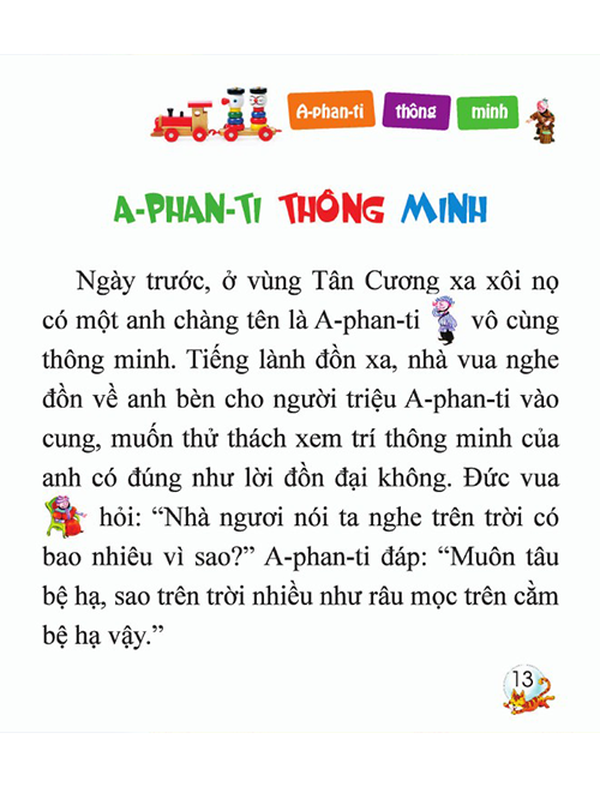 A-phan-ti thông minh
A-PHAN-TI THÔNG MINH
Ngày trước, ở vùng Tân Cương xa xôi nọ
có một anh chàng tên là A-phan-ti vô cùng
thông minh. Tiếng lành đồn xa, nhà vua nghe
đồn về anh bèn cho người triệu A-phan-ti vào
cung, muốn thử thách xem trí thông minh của
anh có đúng như lời đồn đại không. Đức vua
hỏi: “Nhà ngươi nói ta nghe trên trời có
bao nhiêu vì sao?” A-phan-ti đáp: “Muôn tâu
bệ hạ, sao trên trời nhiều như râu mọc trên cằm
bệ hạ vậy.”
13